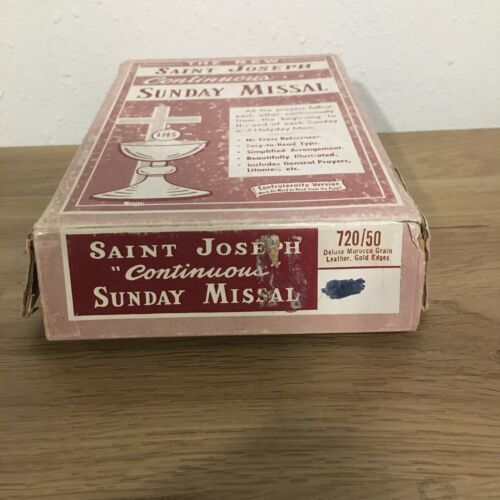 THE NEW
SAINT JOSEPH
"Continuous"
SUNDAY MISSAL
IHS
All the prayers follow
each other continuously
from the beginning to
the end of each Sunday
and Holyday Mass.
• No Cross References.
• Easy-to-Read Type.
• Simplified Arrangement.
• Beautifully Illustrated.
• Includes General Prayers,
Litanies, etc.
Confraternity Version
SAINT JOSEPH
"Continuous"
SUNDAY MISSAL
720/50
Deluxe Morocco Grain
Leather, Gold Edges